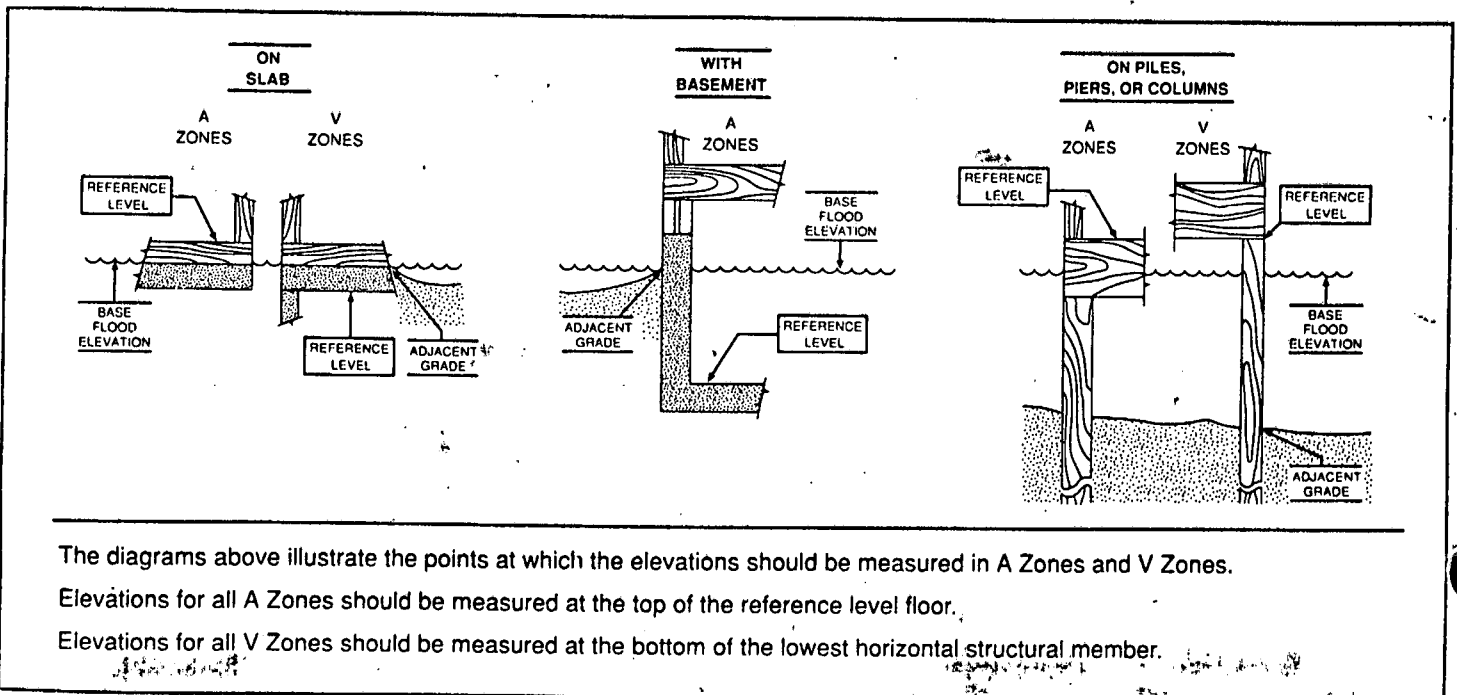 ON
SLAB
A
ZONES
V
ZONES
REFERENCE
LEVEL
BASE
FLOOD
ELEVATION
REFERENCE
LEVEL
ADJACENT
GRADE
WITH
BASEMENT
A
ZONES
BASE
FLOOD
ELEVATION
ADJACENT
GRADE
REFERENCE
LEVEL
ON PILES,
PIERS, OR COLUMNS
A
ZONES
V
ZONES
REFERENCE
LEVEL
REFERENCE
LEVEL
BASE
FLOOD
ELEVATION
ADJACENT
GRADE
The diagrams above illustrate the points at which the elevations should be measured in A Zones and V Zones.
Elevations for all A Zones should be measured at the top of the reference level floor.
Elevations for all V Zones should be measured at the bottom of the lowest horizontal structural member.